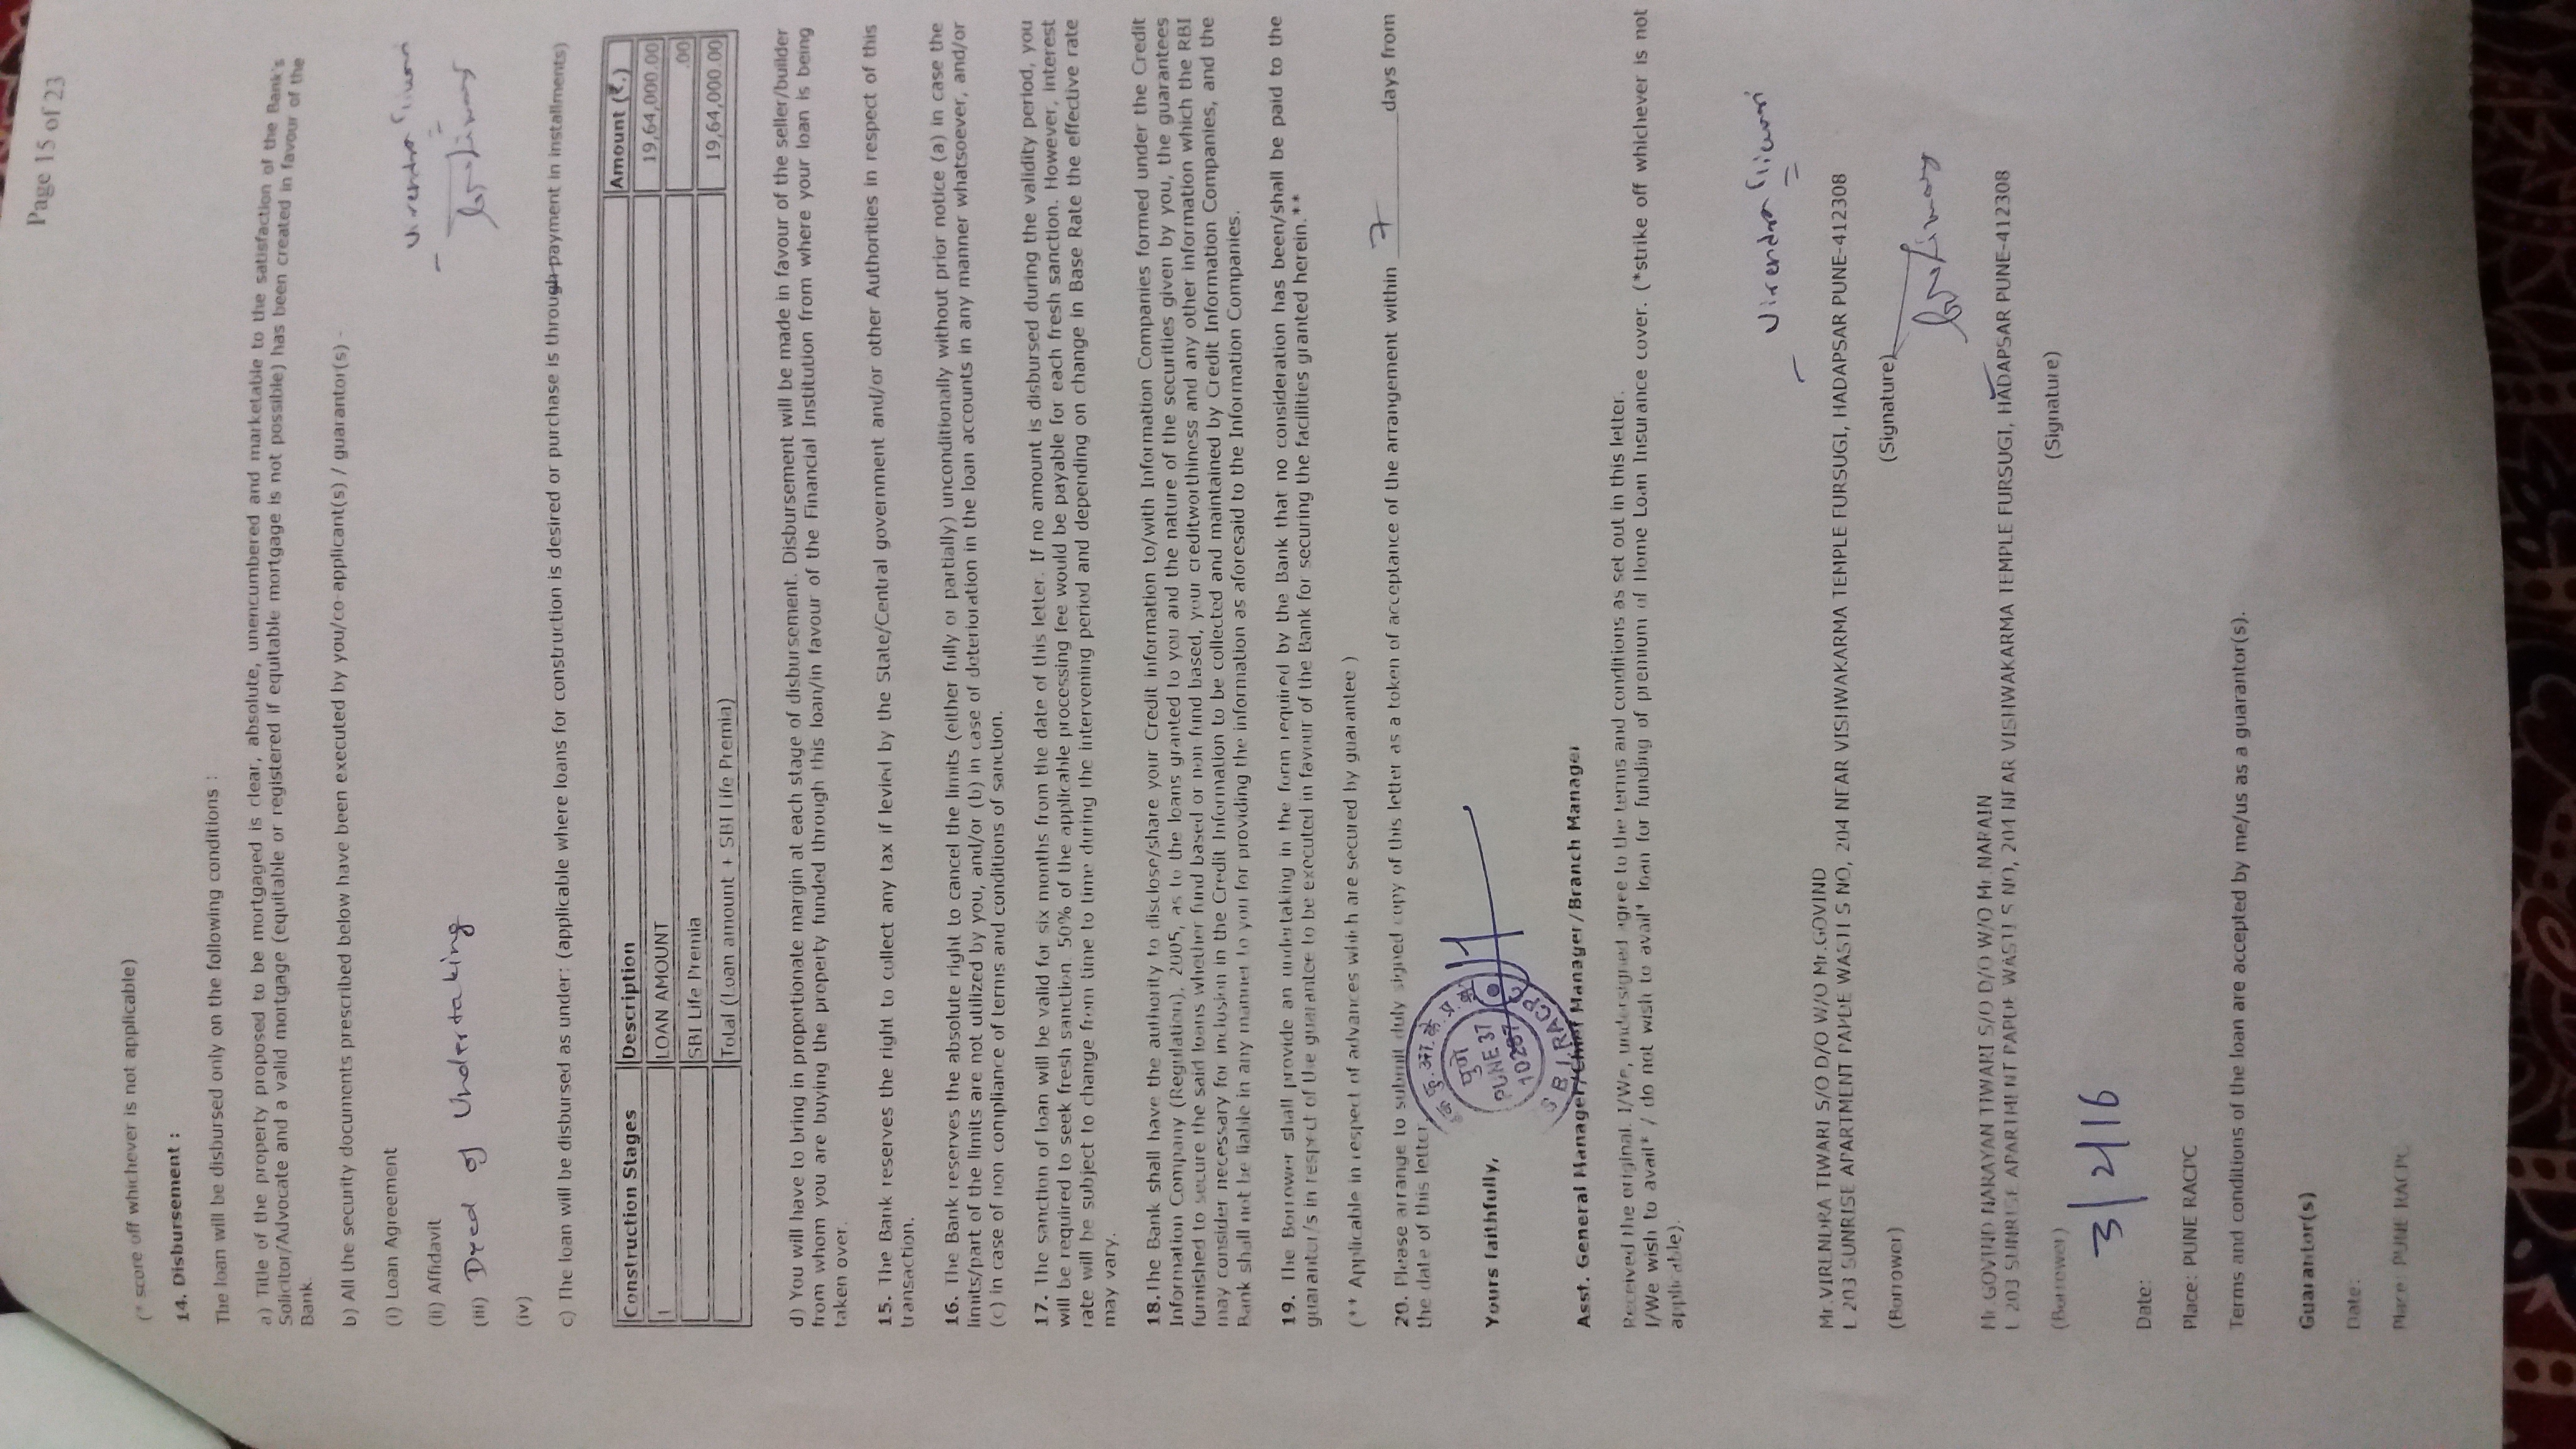 Page 15 of 23
(* score off whichever is not applicable)
14. Disbursement :
The loan will be disbursed only on the following conditions :
a) Title of the property proposed to be mortgaged is clear, absolute, unencumbered and marketable to the satisfaction of the Bank's
Solicitor/Advocate and a valid mortgage (equitable or registered if equitable mortgage is not possible) has been created in favour of the
Bank.
b) All the security documents prescribed below have been executed by you/co-applicant(s) / guarantor(s) -
(i) Loan Agreement
Virendra Tiwari
(ii) Affidavit
(iii) Deed of Undertaking
(iv)
c) The loan will be disbursed as under: (applicable where loans for construction is desired or purchase is through payment in installments)
Construction Stages Description Amount (₹.)
1 LOAN AMOUNT 19,64,000.00
SBI Life Premia .00
Total (Loan amount + SBI Life Premia) 19,64,000.00
d) You will have to bring in proportionate margin at each stage of disbursement. Disbursement will be made in favour of the seller/builder
from whom you are buying the property funded through this loan/in favour of the Financial Institution from where your loan is being
taken over.
15. The Bank reserves the right to collect any tax if levied by the State/Central government and/or other Authorities in respect of this
transaction.
16. The Bank reserves the absolute right to cancel the limits (either fully or partially) unconditionally without prior notice (a) in case the
limits/part of the limits are not utilized by you, and/or (b) in case of deterioration in the loan accounts in any manner whatsoever, and/or
(c) in case of non compliance of terms and conditions of sanction.
17. The sanction of loan will be valid for six months from the date of this letter. If no amount is disbursed during the validity period, you
will be required to seek fresh sanction. 50% of the applicable processing fee would be payable for each fresh sanction. However, interest
rate will be subject to change from time to time during the intervening period and depending on change in Base Rate the effective rate
may vary.
18.The Bank shall have the authority to disclose/share your Credit information to/with Information Companies formed under the Credit
Information Company (Regulation), 2005, as to the loans granted to you and the nature of the securities given by you, the guarantees
furnished to secure the said loans whether fund based or non fund based, your creditworthiness and any other information which the RBI
may consider necessary for inclusion in the Credit Information to be collected and maintained by Credit Information Companies, and the
Bank shall not be liable in any manner to you for providing the information as aforesaid to the Information Companies.
19. The Borrower shall provide an undertaking in the form required by the Bank that no consideration has been/shall be paid to the
guarantor/s in respect of the guarantee to be executed in favour of the Bank for securing the facilities granted herein.**
(** Applicable in respect of advances which are secured by guarantee )
20. Please arrange to submit duly signed copy of this letter as a token of acceptance of the arrangement within 7 days from
the date of this letter.
पुणे
PUNE 37
10287
S B I, RACPC
Yours faithfully,
Asst. General Manager/Chief Manager/Branch Manager
Received the original. I/We, undersigned agree to the terms and conditions as set out in this letter.
I/We wish to avail* / do not wish to avail* loan for funding of premium of Home Loan Insurance cover. (*strike off whichever is not
applicable).
Virendra Tiwari
Mr.VIRENDRA TIWARI S/O D/O W/O Mr.GOVIND
L 203 SUNRISE APARTMENT PAPDE WASTI S NO, 204 NEAR VISHWAKARMA TEMPLE FURSUGI, HADAPSAR PUNE-412308
(Borrower) (Signature)
Mr.GOVIND NARAYAN TIWARI S/O D/O W/O Mr.NARAIN
L 203 SUNRISE APARTMENT PAPDE WASTI S NO, 204 NEAR VISHWAKARMA TEMPLE FURSUGI, HADAPSAR PUNE-412308
(Borrower) (Signature)
3/2/16
Date:
Place: PUNE RACPC
Terms and conditions of the loan are accepted by me/us as a guarantor(s).
Guarantor(s)
Date:
Place: PUNE RACPC